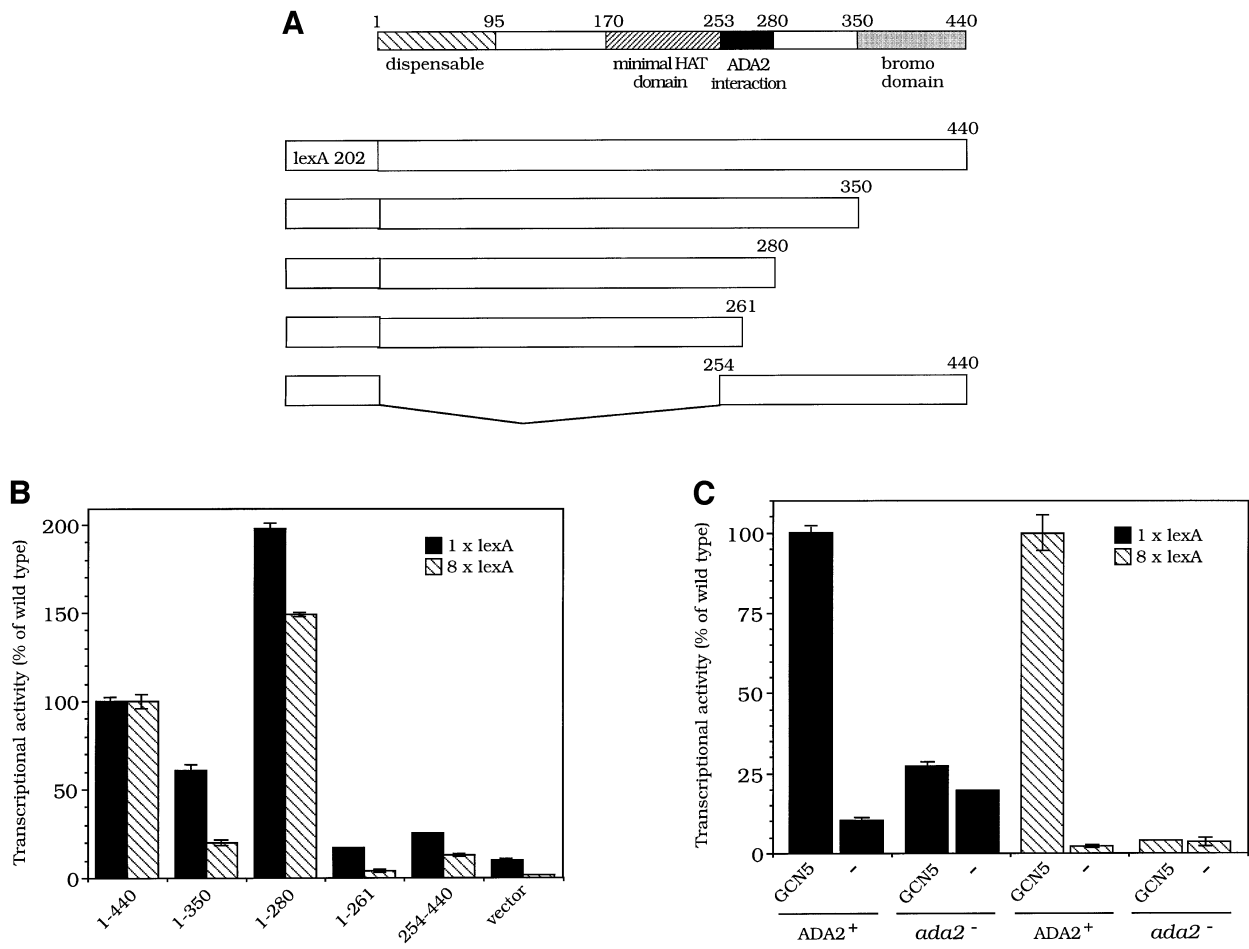 A
1 95 170 253 280 350 440
dispensable
minimal HAT
domain
ADA2
interaction
bromo
domain
440
lexA 202
350
280
261
254 440
B
Transcriptional activity (% of wild type)
200
150
100
50
0
1 x lexA
8 x lexA
1-440
1-350
1-280
1-261
254-440
vector
C
Transcriptional activity (% of wild type)
100
75
50
25
0
1 x lexA
8 x lexA
GCN5 - GCN5 - GCN5 - GCN5 -
ADA2+ ada2- ADA2+ ada2-